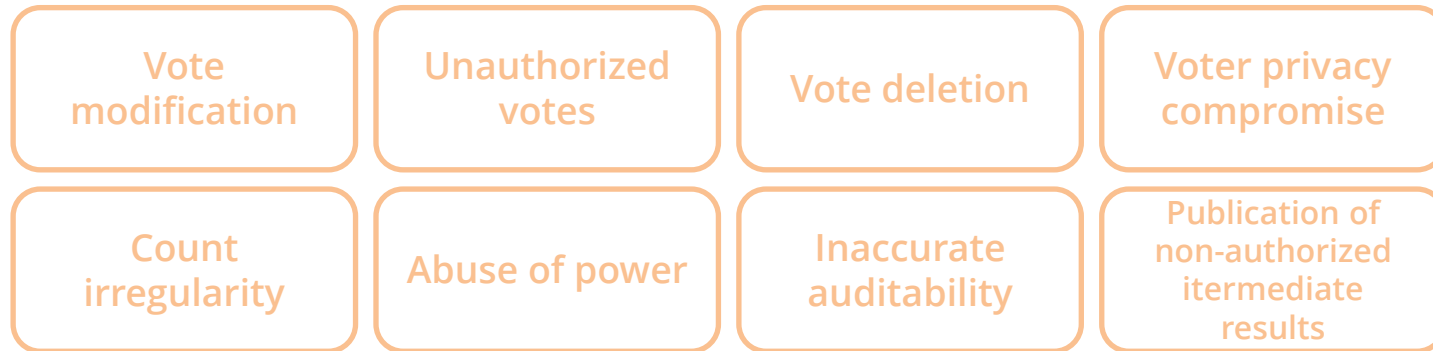 Vote
modification
Unauthorized
votes
Vote deletion
Voter privacy
compromise
Count
irregularity
Abuse of power
Inaccurate
auditability
Publication of
non-authorized
itermediate
results